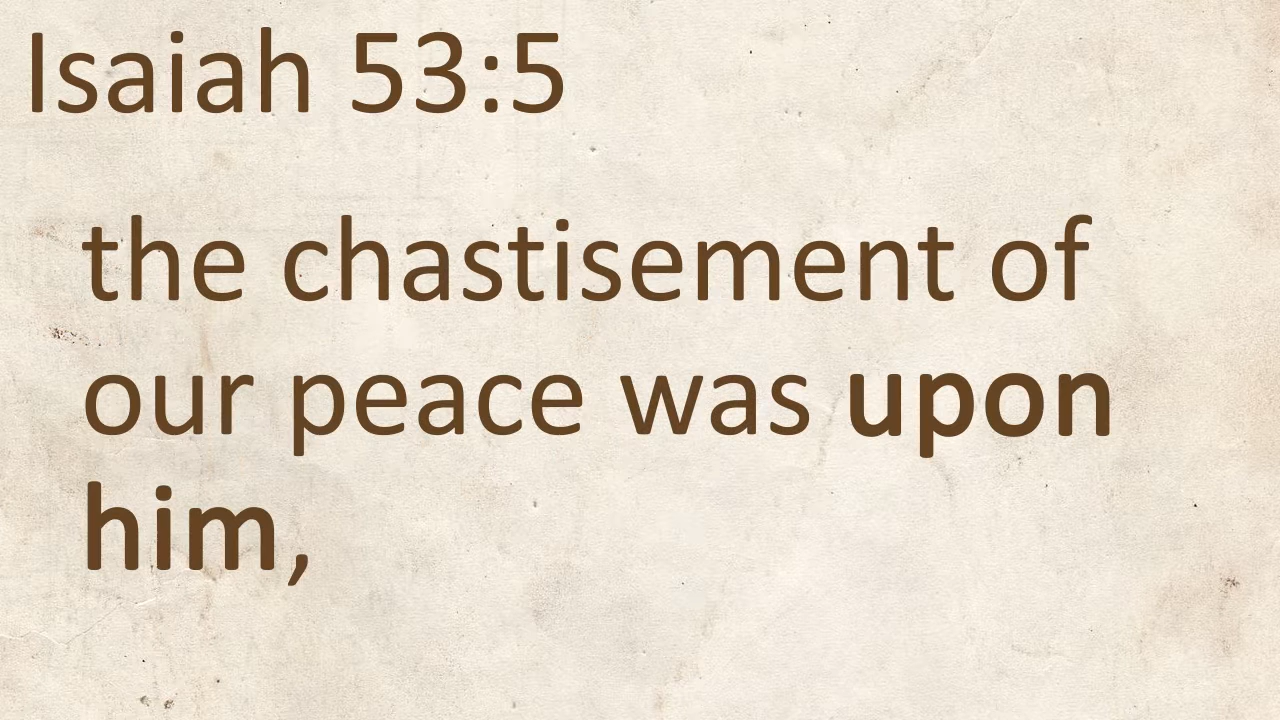 Isaiah 53:5
the chastisement of
our peace was upon
him,